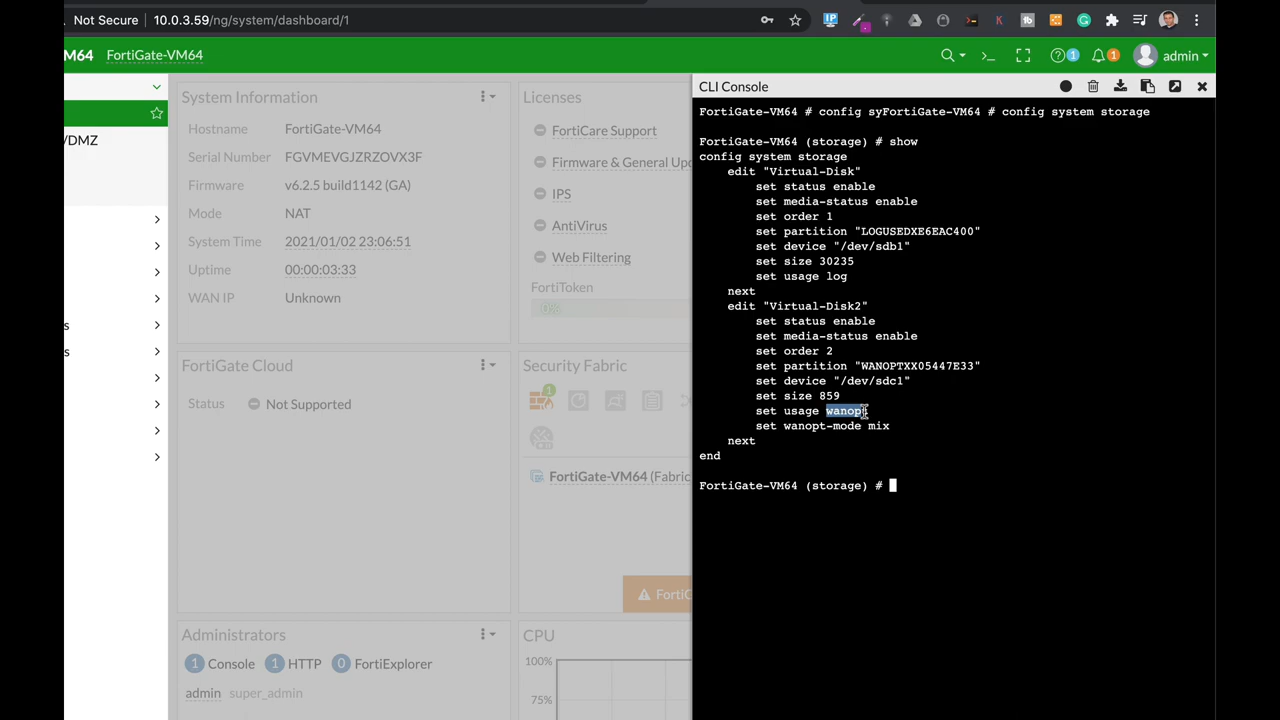 Not Secure | 10.0.3.59/ng/system/dashboard/1
M64 FortiGate-VM64
1
1
admin
/DMZ
System Information
Hostname FortiGate-VM64
Serial Number FGVMEVGJZRZOVX3F
Firmware v6.2.5 build1142 (GA)
Mode NAT
System Time 2021/01/02 23:06:51
Uptime 00:00:03:33
WAN IP Unknown
Licenses
FortiCare Support
Firmware & General Up
IPS
AntiVirus
Web Filtering
FortiToken
0%
FortiGate Cloud
Status Not Supported
Security Fabric
1
FortiGate-VM64 (Fabric
Administrators
1 Console 1 HTTP 0 FortiExplorer
admin super_admin
CPU
100%
75%
CLI Console
FortiGate-VM64 # config syFortiGate-VM64 # config system storage
FortiGate-VM64 (storage) # show
config system storage
edit "Virtual-Disk"
set status enable
set media-status enable
set order 1
set partition "LOGUSEDXE6EAC400"
set device "/dev/sdb1"
set size 30235
set usage log
next
edit "Virtual-Disk2"
set status enable
set media-status enable
set order 2
set partition "WANOPTXX05447E33"
set device "/dev/sdc1"
set size 859
set usage wanopt
set wanopt-mode mix
next
end
FortiGate-VM64 (storage) #